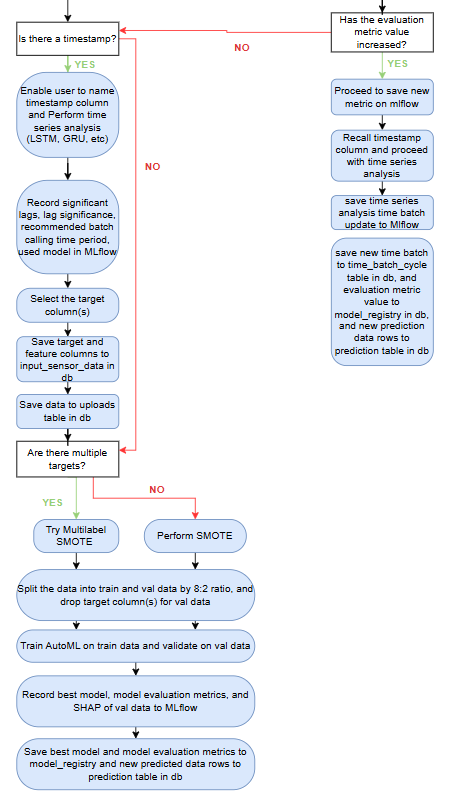 Is there a timestamp?
YES
Enable user to name
timestamp column
and Perform time
series analysis
(LSTM, GRU, etc)
NO
Record significant
lags, lag significance,
recommended batch
calling time period,
used model in MLflow
Select the target
column(s)
Save target and
feature columns to
input_sensor_data in
db
Save data to uploads
table in db
Are there multiple
targets?
YES
NO
Try Multilabel
SMOTE
Perform SMOTE
Split the data into train and val data by 8:2 ratio, and
drop target column(s) for val data
Train AutoML on train data and validate on val data
Record best model, model evaluation metrics, and
SHAP of val data to MLflow
Save best model and model evaluation metrics to
model_registry and new predicted data rows to
prediction table in db
Has the evaluation
metric value
increased?
NO
YES
Proceed to save new
metric on mlflow
Recall timestamp
column and proceed
with time series
analysis
save time series
analysis time batch
update to Mlflow
save new time batch
to time_batch_cycle
table in db, and
evaluation metric
value to
model_registry in db,
and new prediction
data rows to
prediction table in db